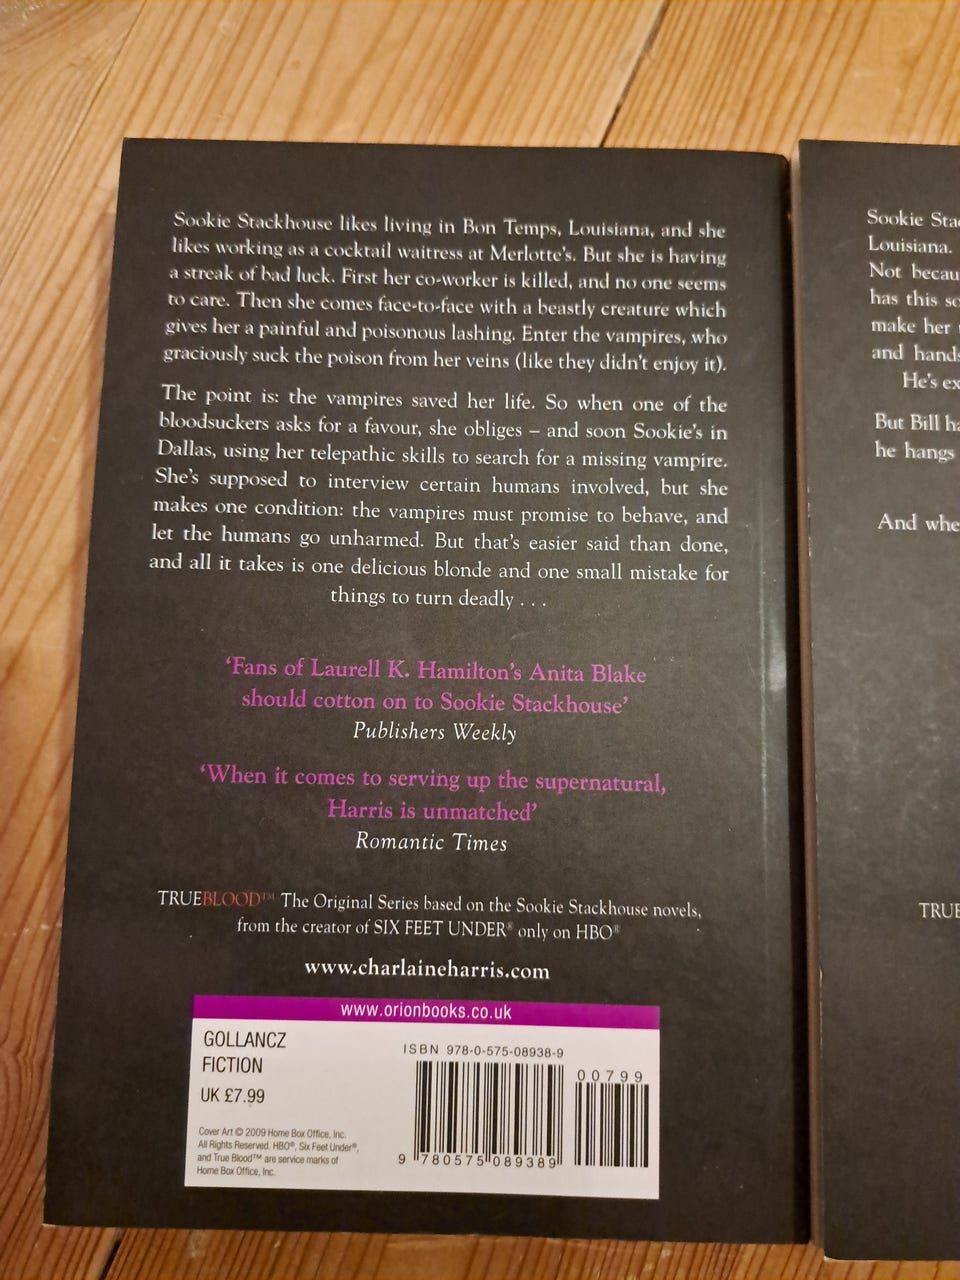 Sookie Stackhouse likes living in Bon Temps, Louisiana, and she
likes working as a cocktail waitress at Merlotte's. But she is having
a streak of bad luck. First her co-worker is killed, and no one seems
to care. Then she comes face-to-face with a beastly creature which
gives her a painful and poisonous lashing. Enter the vampires, who
graciously suck the poison from her veins (like they didn't enjoy it).
The point is: the vampires saved her life. So when one of the
bloodsuckers asks for a favour, she obliges – and soon Sookie's in
Dallas, using her telepathic skills to search for a missing vampire.
She's supposed to interview certain humans involved, but she
makes one condition: the vampires must promise to behave, and
let the humans go unharmed. But that's easier said than done,
and all it takes is one delicious blonde and one small mistake for
things to turn deadly . . .
'Fans of Laurell K. Hamilton's Anita Blake
should cotton on to Sookie Stackhouse'
Publishers Weekly
'When it comes to serving up the supernatural,
Harris is unmatched'
Romantic Times
TRUEBLOOD™ The Original Series based on the Sookie Stackhouse novels,
from the creator of SIX FEET UNDER® only on HBO®
www.charlaineharris.com
www.orionbooks.co.uk
GOLLANCZ
FICTION
UK £7.99
Cover Art © 2009 Home Box Office, Inc.
All Rights Reserved. HBO®, Six Feet Under®,
and True Blood™ are service marks of
Home Box Office, Inc.
ISBN 978-0-575-08938-9
00799
9 780575 089389
Sookie
Louisiana.
Not
has this
make her
and
He's
But Bill
he hangs
And
TRUE